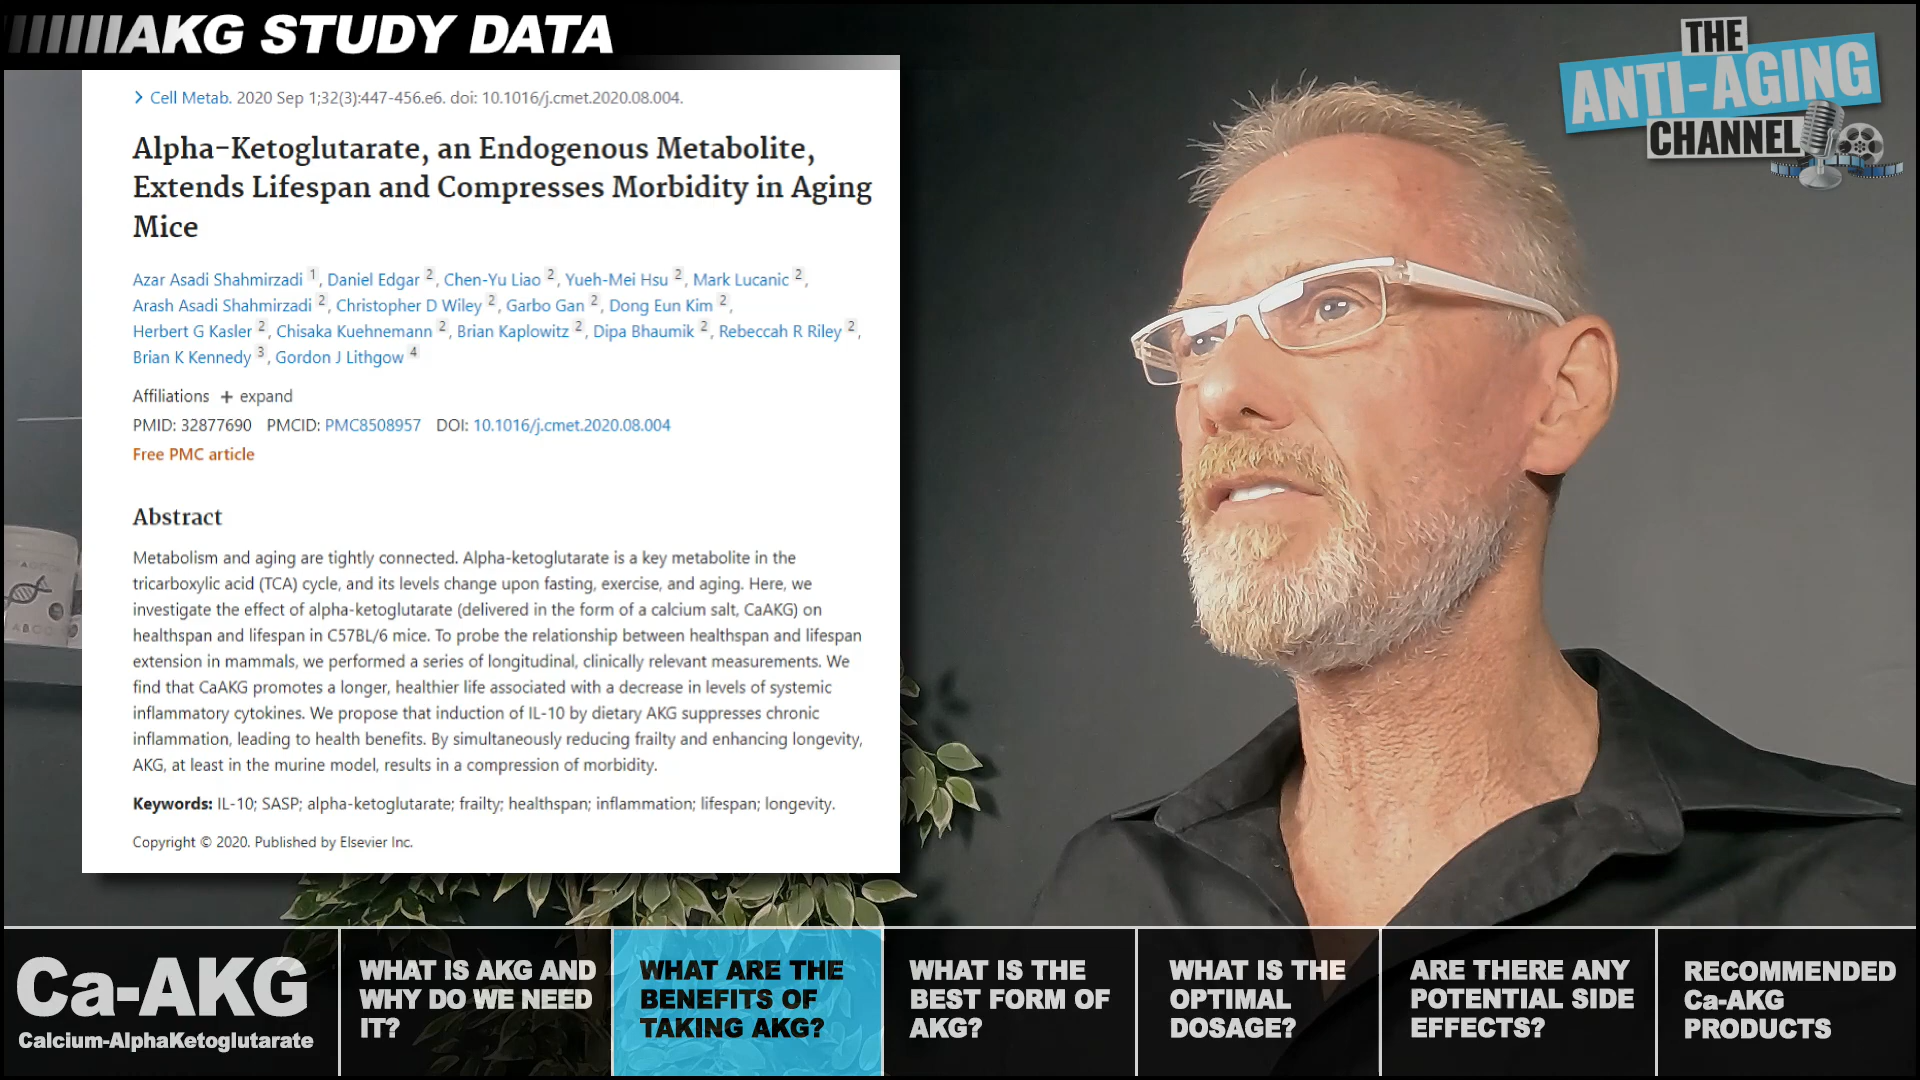 AKG STUDY DATA
THE
ANTI-AGING
CHANNEL
Cell Metab. 2020 Sep 1;32(3):447-456.e6. doi: 10.1016/j.cmet.2020.08.004.
Alpha-Ketoglutarate, an Endogenous Metabolite,
Extends Lifespan and Compresses Morbidity in Aging
Mice
Azar Asadi Shahmirzadi 1, Daniel Edgar 2, Chen-Yu Liao 2, Yueh-Mei Hsu 2, Mark Lucanic 2,
Arash Asadi Shahmirzadi 2, Christopher D Wiley 2, Garbo Gan 2, Dong Eun Kim 2,
Herbert G Kasler 2, Chisaka Kuehnemann 2, Brian Kaplowitz 2, Dipa Bhaumik 2, Rebeccah R Riley 2,
Brian K Kennedy 3, Gordon J Lithgow 4
Affiliations + expand
PMID: 32877690 PMCID: PMC8508957 DOI: 10.1016/j.cmet.2020.08.004
Free PMC article
Abstract
Metabolism and aging are tightly connected. Alpha-ketoglutarate is a key metabolite in the
tricarboxylic acid (TCA) cycle, and its levels change upon fasting, exercise, and aging. Here, we
investigate the effect of alpha-ketoglutarate (delivered in the form of a calcium salt, CaAKG) on
healthspan and lifespan in C57BL/6 mice. To probe the relationship between healthspan and lifespan
extension in mammals, we performed a series of longitudinal, clinically relevant measurements. We
find that CaAKG promotes a longer, healthier life associated with a decrease in levels of systemic
inflammatory cytokines. We propose that induction of IL-10 by dietary AKG suppresses chronic
inflammation, leading to health benefits. By simultaneously reducing frailty and enhancing longevity,
AKG, at least in the murine model, results in a compression of morbidity.
Keywords: IL-10; SASP; alpha-ketoglutarate; frailty; healthspan; inflammation; lifespan; longevity.
Copyright © 2020. Published by Elsevier Inc.
Ca-AKG
Calcium-AlphaKetoglutarate
WHAT IS AKG AND
WHY DO WE NEED
IT?
WHAT ARE THE
BENEFITS OF
TAKING AKG?
WHAT IS THE
BEST FORM OF
AKG?
WHAT IS THE
OPTIMAL
DOSAGE?
ARE THERE ANY
POTENTIAL SIDE
EFFECTS?
RECOMMENDED
Ca-AKG
PRODUCTS